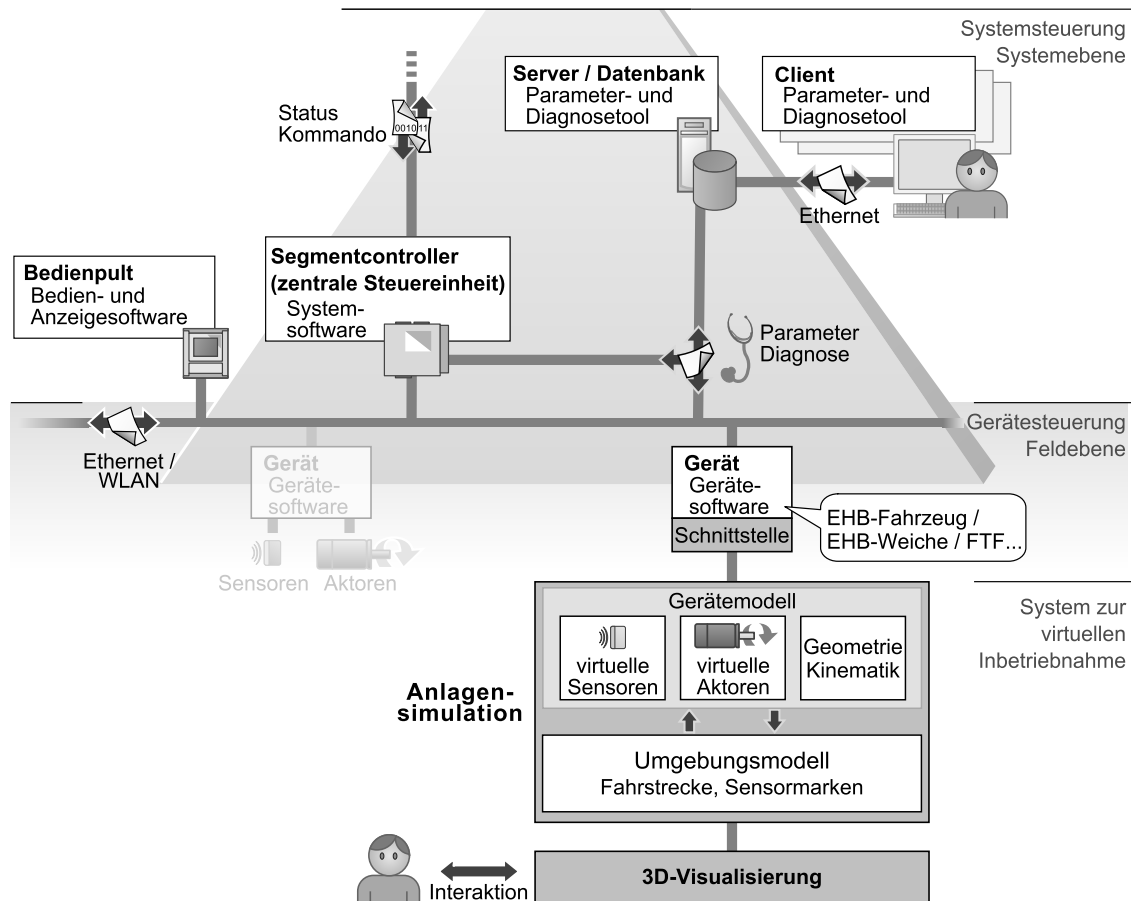 Systemsteuerung
Systemebene
Server / Datenbank
Parameter- und
Diagnosetool
Client
Parameter- und
Diagnosetool
Status
Kommando
001011
Ethernet
Segmentcontroller
(zentrale Steuereinheit)
System-
software
Bedienpult
Bedien- und
Anzeigesoftware
Parameter
Diagnose
Gerätesteuerung
Feldebene
Ethernet /
WLAN
Gerät
Geräte-
software
Sensoren
Aktoren
Gerät
Geräte-
software
Schnittstelle
EHB-Fahrzeug /
EHB-Weiche / FTF...
System zur
virtuellen
Inbetriebnahme
Gerätemodell
virtuelle
Sensoren
virtuelle
Aktoren
Geometrie
Kinematik
Anlagen-
simulation
Umgebungsmodell
Fahrstrecke, Sensormarken
Interaktion
3D-Visualisierung